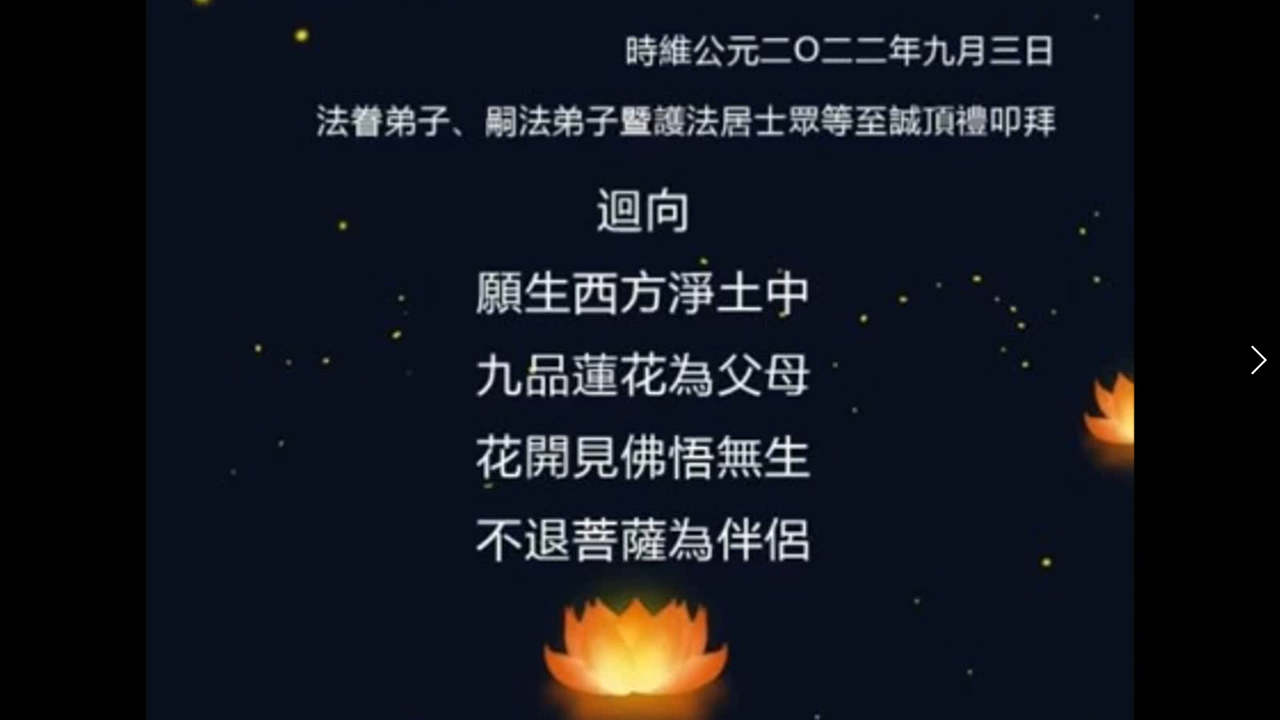 時維公元二〇二二年九月三日
法眷弟子、嗣法弟子暨護法居士眾等至誠頂禮叩拜
迴向
願生西方淨土中
九品蓮花為父母
花開見佛悟無生
不退菩薩為伴侶